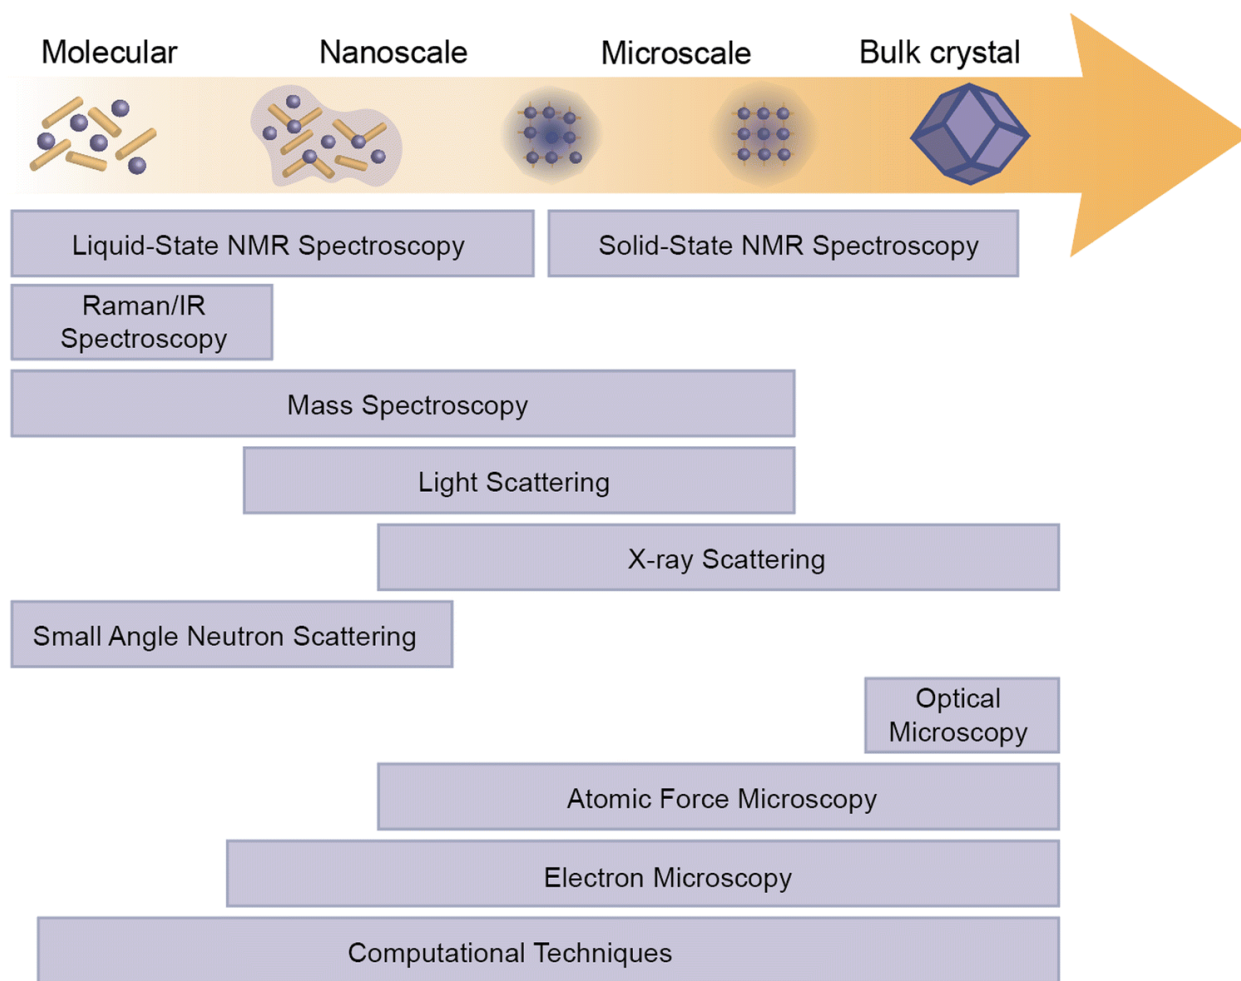 Molecular
Nanoscale
Microscale
Bulk crystal
Liquid-State NMR Spectroscopy
Solid-State NMR Spectroscopy
Raman/IR
Spectroscopy
Mass Spectroscopy
Light Scattering
X-ray Scattering
Small Angle Neutron Scattering
Optical
Microscopy
Atomic Force Microscopy
Electron Microscopy
Computational Techniques